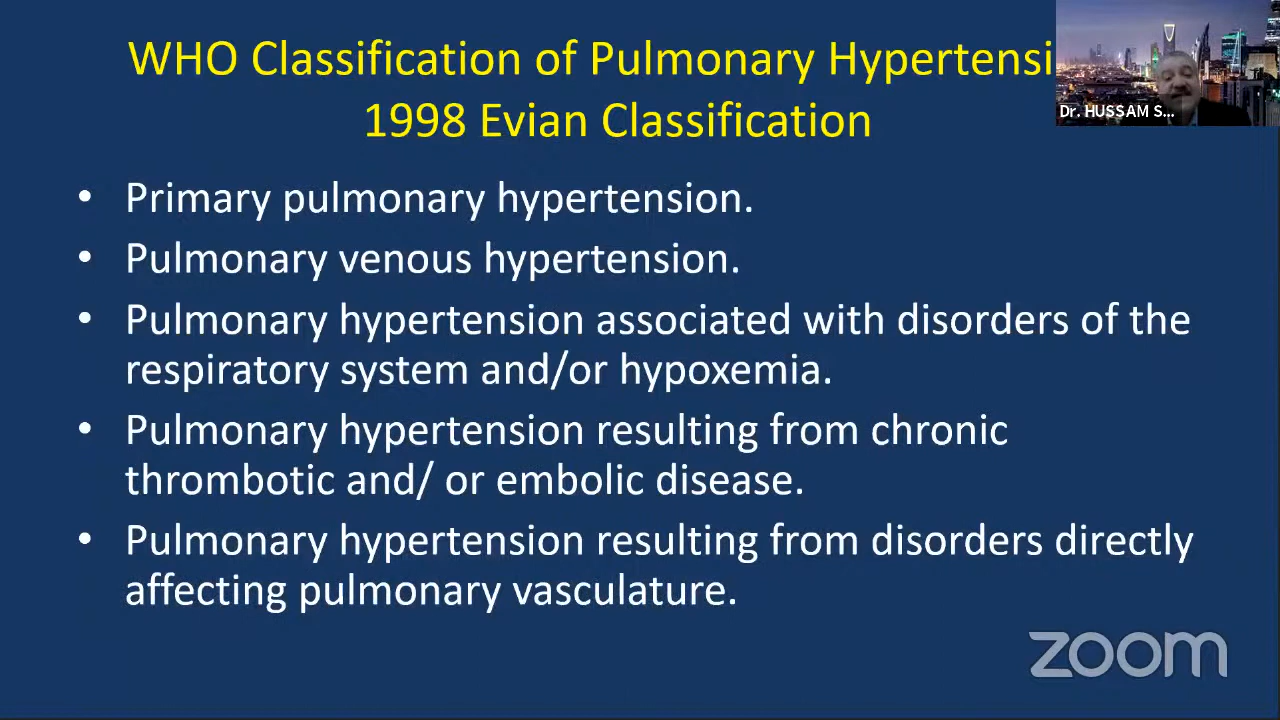 WHO Classification of Pulmonary Hypertensi
1998 Evian Classification
Dr. HUSSAM S...
• Primary pulmonary hypertension.
• Pulmonary venous hypertension.
• Pulmonary hypertension associated with disorders of the
respiratory system and/or hypoxemia.
• Pulmonary hypertension resulting from chronic
thrombotic and/ or embolic disease.
• Pulmonary hypertension resulting from disorders directly
affecting pulmonary vasculature.
zoom